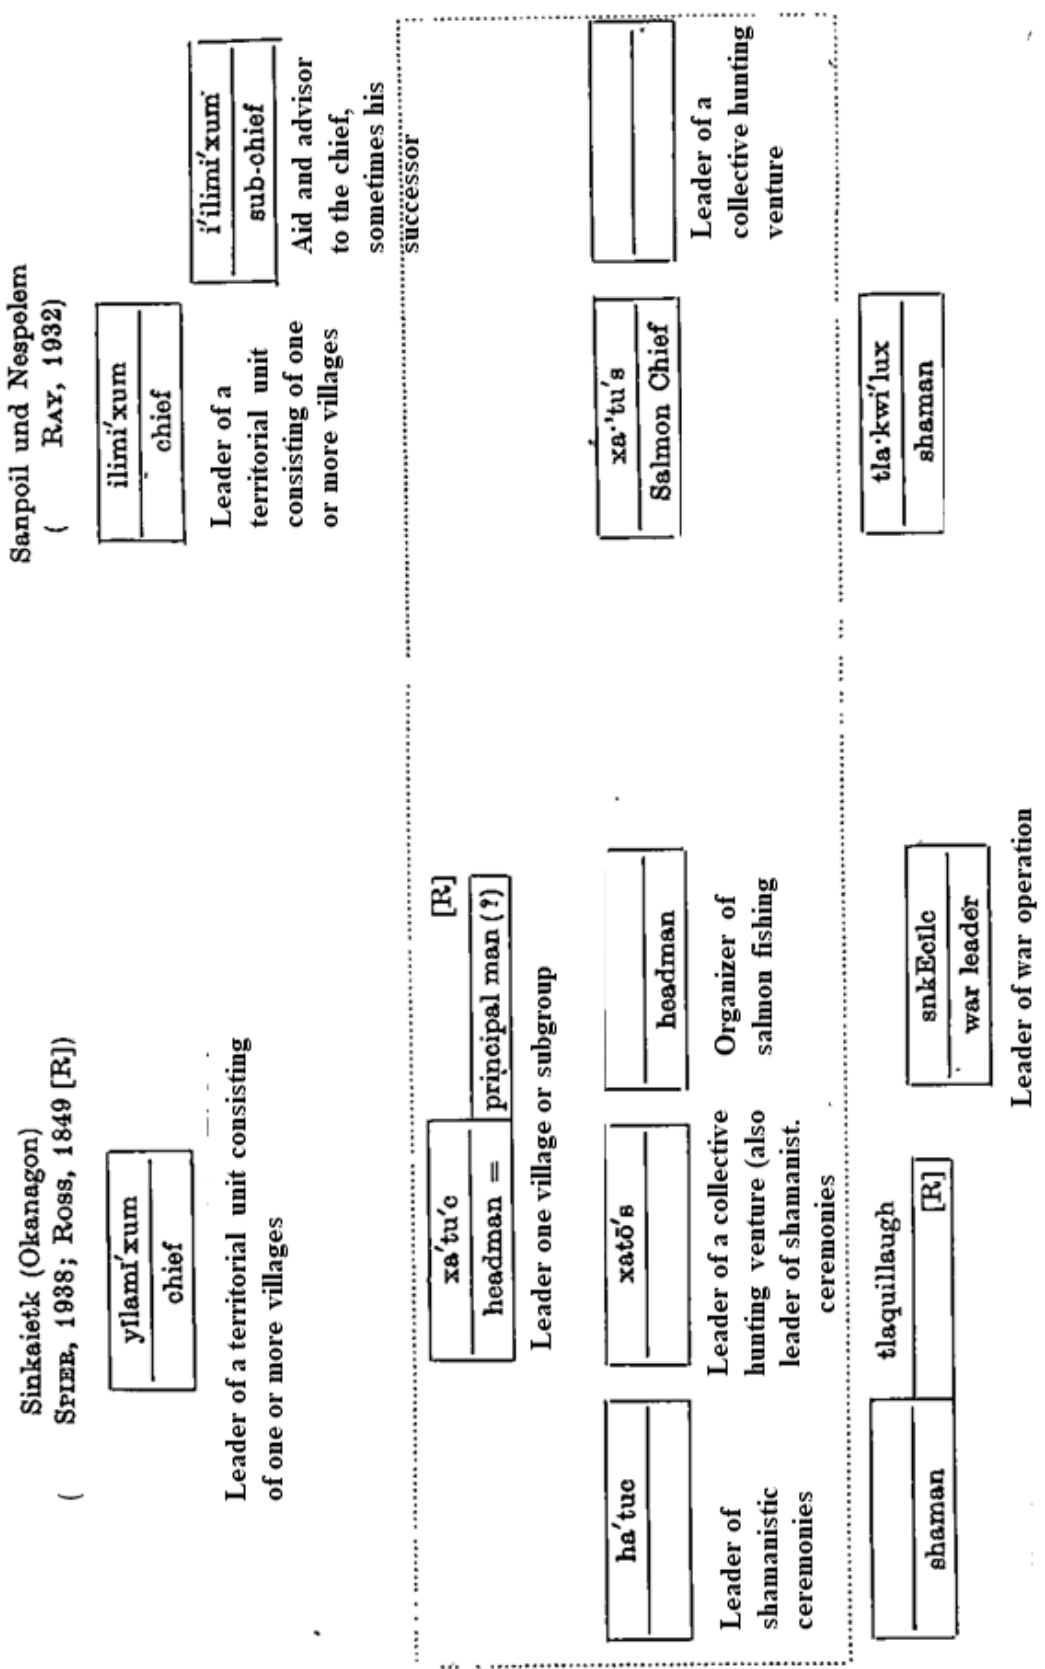 Sinkaietk (Okanagon)
( SPIER, 1938; ROSS, 1849 [R])
yIlamī′xum
chief
Leader of a territorial unit consisting
of one or more villages
Sanpoil und Nespelem
( RAY, 1932)
ilimi′xum
chief
Leader of a
territorial unit
consisting of one
or more villages
i′ilimi′xum
sub-chief
Aid and advisor
to the chief,
sometimes his
successor
xa′tu′c
[R]
headman = principal man (?)
Leader one village or subgroup
ha′tuc
Leader of
shamanistic
ceremonies
xatō′s
Leader of a collective
hunting venture (also
leader of shamanist.
ceremonies
headman
Organizer of
salmon fishing
xa·′tu′s
Salmon Chief
Leader of a
collective hunting
venture
tlaquillaugh
shaman
[R]
snkEcilc
war leader
Leader of war operation
tla·kwi′lux
shaman